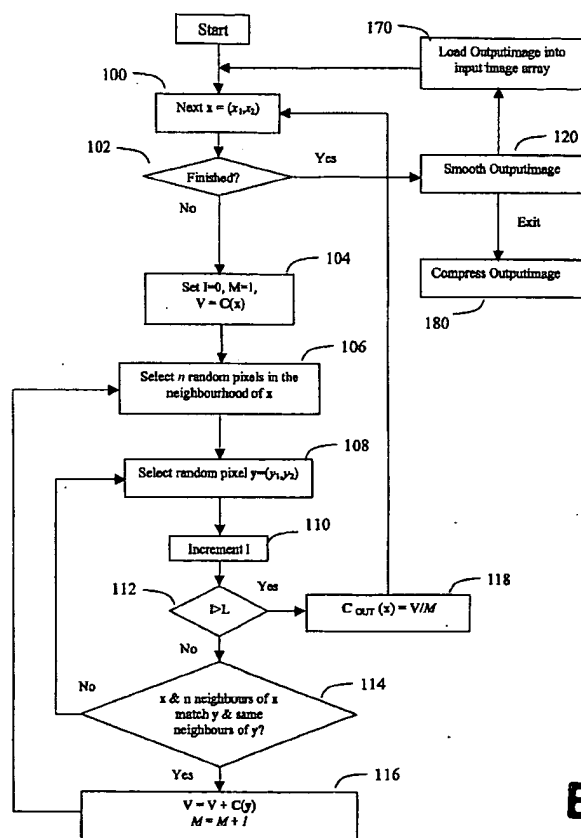 Start
170
Load Outputimage into
input image array
100
Next x = (x₁,x₂)
102
Finished?
Yes
120
Smooth Outputimage
No
Exit
104
Set I=0, M=1,
V = C(x)
Compress Outputimage
180
106
Select n random pixels in the
neighbourhood of x
108
Select random pixel y=(y₁,y₂)
110
Increment I
112
I>L
Yes
118
C OUT (x) = V/M
No
114
No
x & n neighbours of x
match y & same
neighbours of y?
Yes
116
V = V + C(y)
M = M + 1
E